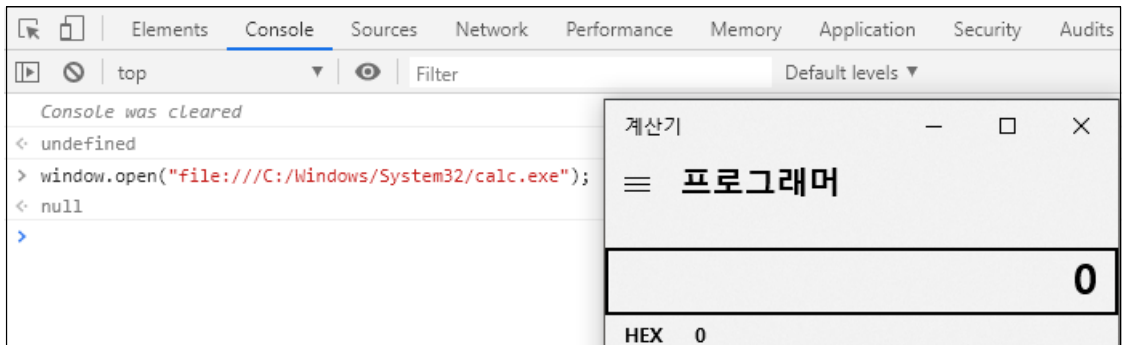 Elements Console Sources Network Performance Memory Application Security Audits
top ▼ Filter Default levels ▼
Console was cleared
undefined
> window.open("file:///C:/Windows/System32/calc.exe");
null
>
계산기
프로그래머
0
HEX 0